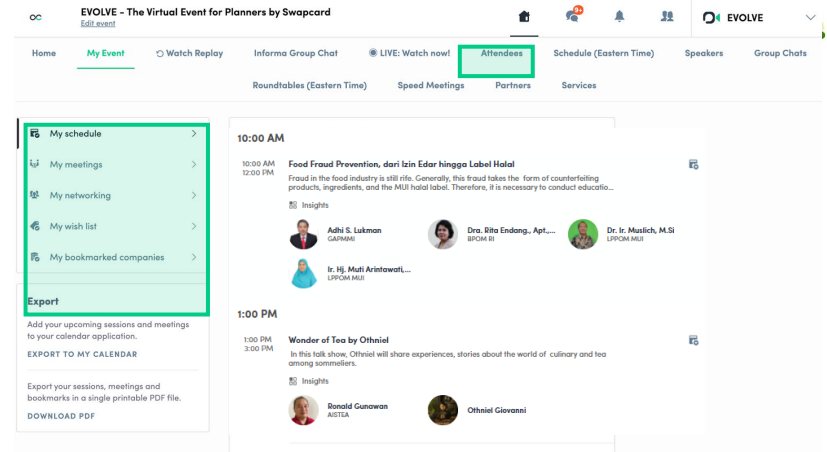 EVOLVE - The Virtual Event for Planners by Swapcard
Edit event
9+
EVOLVE
Home My Event Watch Replay Informa Group Chat LIVE: Watch now! Attendees Schedule (Eastern Time) Speakers Group Chats
Roundtables (Eastern Time) Speed Meetings Partners Services
My schedule
My meetings
My networking
My wish list
My bookmarked companies
Export
Add your upcoming sessions and meetings
to your calendar application.
EXPORT TO MY CALENDAR
Export your sessions, meetings and
bookmarks in a single printable PDF file.
DOWNLOAD PDF
10:00 AM
10:00 AM
12:00 PM
Food Fraud Prevention, dari Izin Edar hingga Label Halal
Fraud in the food industry is still rife. Generally, this fraud takes the form of counterfeiting
products, ingredients, and the MUI halal label. Therefore, it is necessary to conduct educatio...
Insights
Adhi S. Lukman
GAPMMI
Dra. Rita Endang., Apt.,...
BPOM RI
Dr. Ir. Muslich, M.Si
LPPOM MUI
Ir. Hj. Muti Arintawati,...
LPPOM MUI
1:00 PM
1:00 PM
3:00 PM
Wonder of Tea by Othniel
In this talk show, Othniel will share experiences, stories about the world of culinary and tea
among sommeliers.
Insights
Ronald Gunawan
AISTEA
Othniel Giovanni